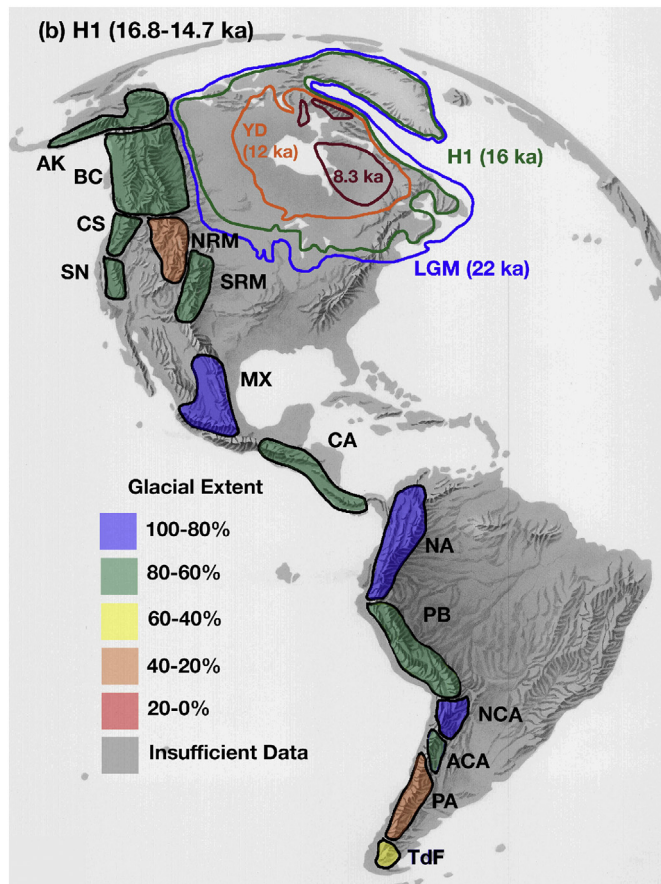 (b) H1 (16.8-14.7 ka)
YD
(12 ka)
H1 (16 ka)
8.3 ka
LGM (22 ka)
AK
BC
CS
NRM
SN
SRM
MX
CA
Glacial Extent
100-80%
80-60%
60-40%
40-20%
20-0%
Insufficient Data
NA
PB
NCA
ACA
PA
TdF